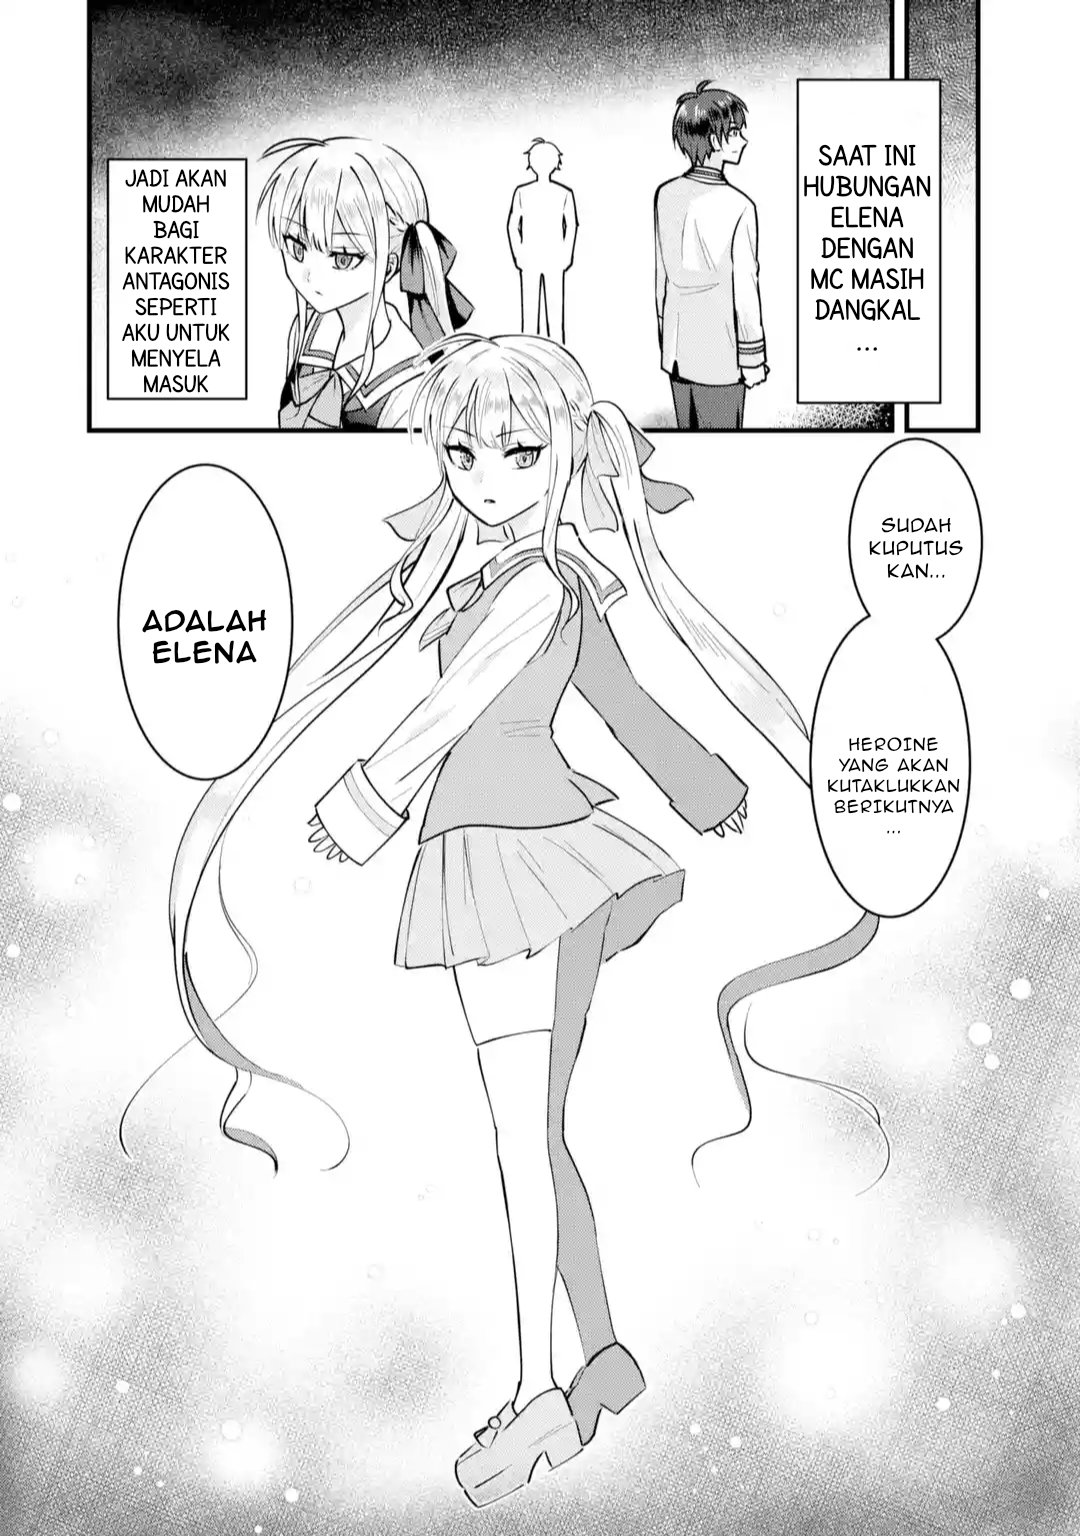 SAAT INI
HUBUNGAN
ELENA
DENGAN
MC MASIH
DANGKAL
...
JADI AKAN
MUDAH
BAGI
KARAKTER
ANTAGONIS
SEPERTI
AKU UNTUK
MENYELA
MASUK
SUDAH
KUPUTUS
KAN...
HEROINE
YANG AKAN
KUTAKLUKKAN
BERIKUTNYA
...
ADALAH
ELENA